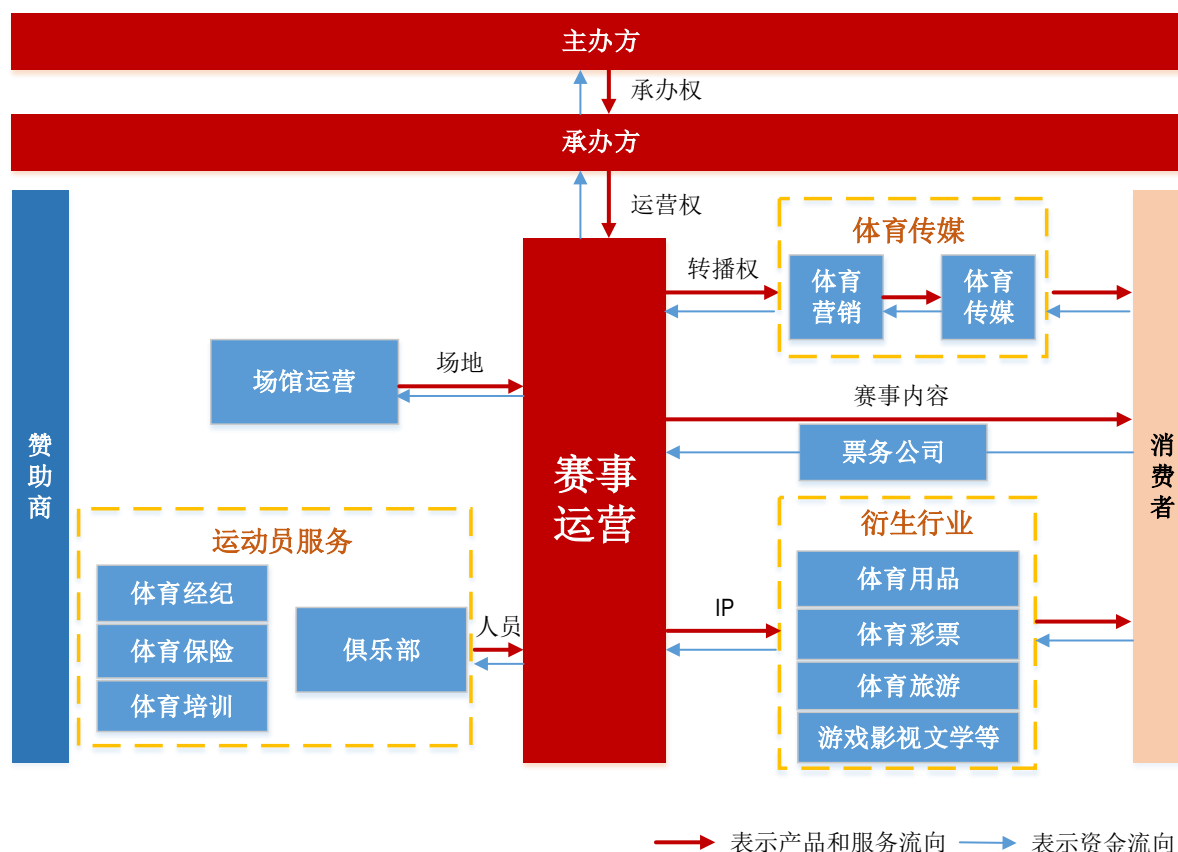 主办方
承办权
承办方
运营权
体育传媒
转播权
体育
营销
体育
传媒
场馆运营
场地
赛事内容
票务公司
赞
助
商
赛事
运营
消
费
者
运动员服务
体育经纪
体育保险
体育培训
俱乐部
人员
衍生行业
IP
体育用品
体育彩票
体育旅游
游戏影视文学等
表示产品和服务流向
表示资金流向